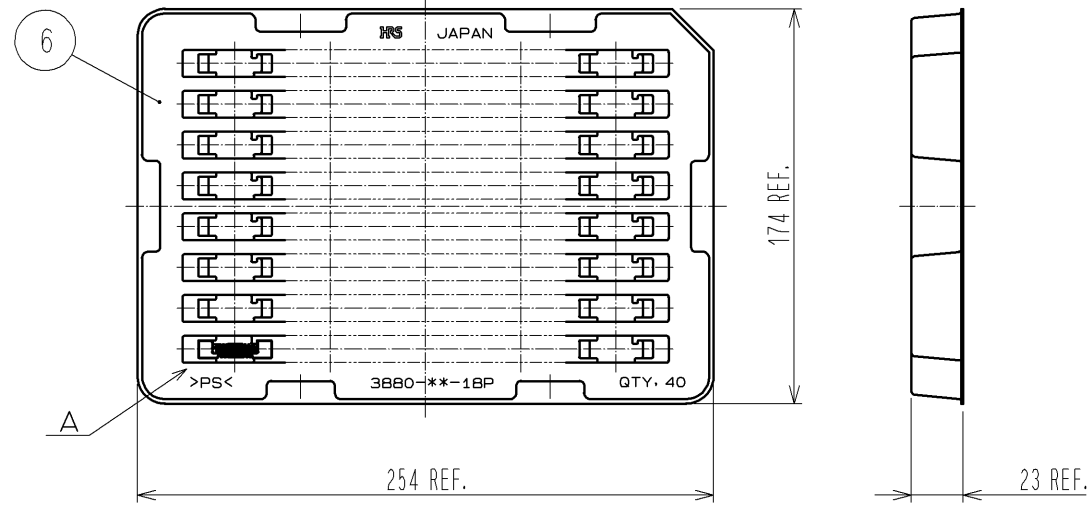 6
HRS JAPAN
174 REF.
>PS< 3880-**-18P QTY. 40
A
254 REF.
23 REF.